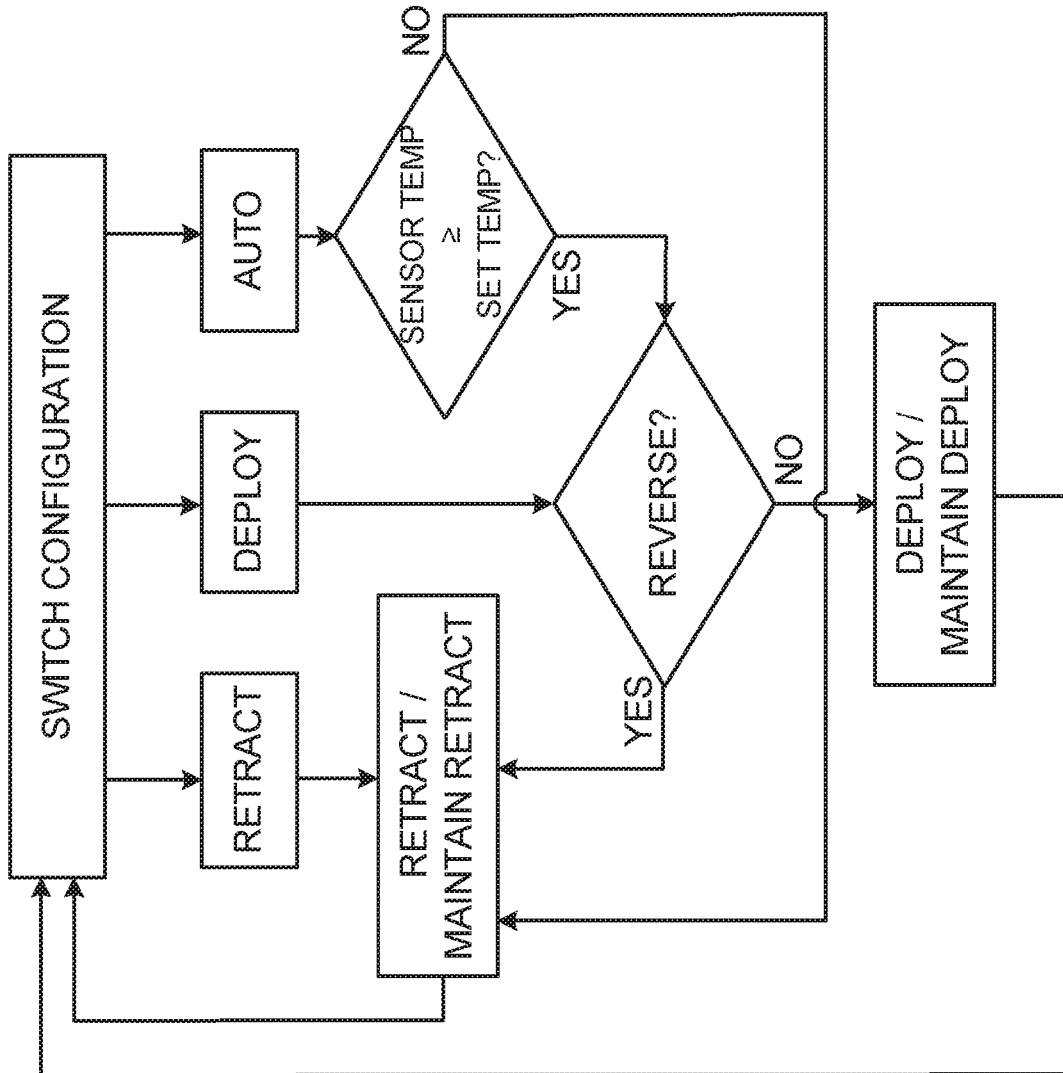 SWITCH CONFIGURATION
RETRACT
DEPLOY
AUTO
SENSOR TEMP
≥
SET TEMP?
NO
YES
RETRACT /
MAINTAIN RETRACT
REVERSE?
YES
NO
DEPLOY /
MAINTAIN DEPLOY